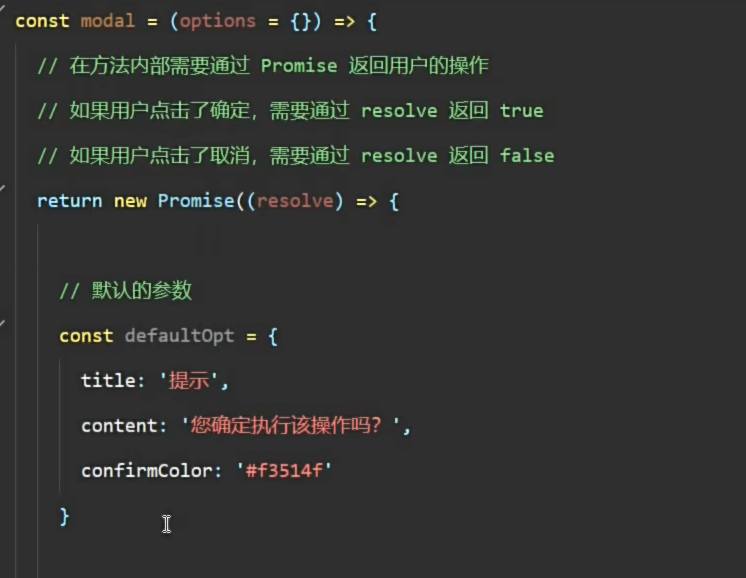 const modal = (options = {}) => {
// 在方法内部需要通过 Promise 返回用户的操作
// 如果用户点击了确定，需要通过 resolve 返回 true
// 如果用户点击了取消，需要通过 resolve 返回 false
return new Promise((resolve) => {
// 默认的参数
const defaultOpt = {
title: '提示',
content: '您确定执行该操作吗？',
confirmColor: '#f3514f'
}